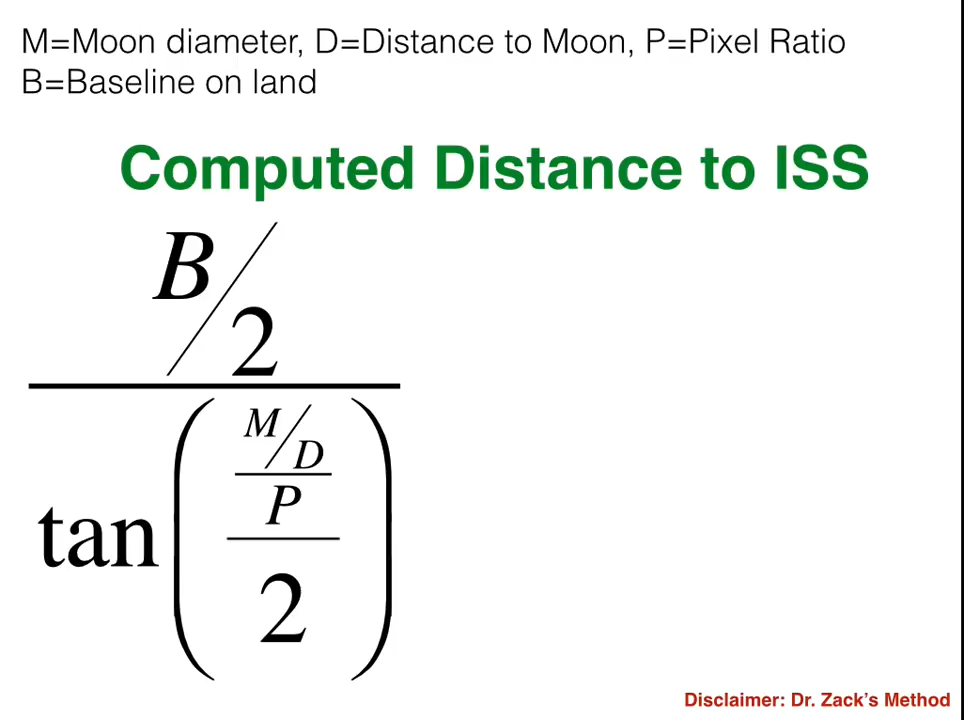 M=Moon diameter, D=Distance to Moon, P=Pixel Ratio
B=Baseline on land
Computed Distance to ISS
B/2
tan
(
M/D
P
2
)
Disclaimer: Dr. Zack's Method